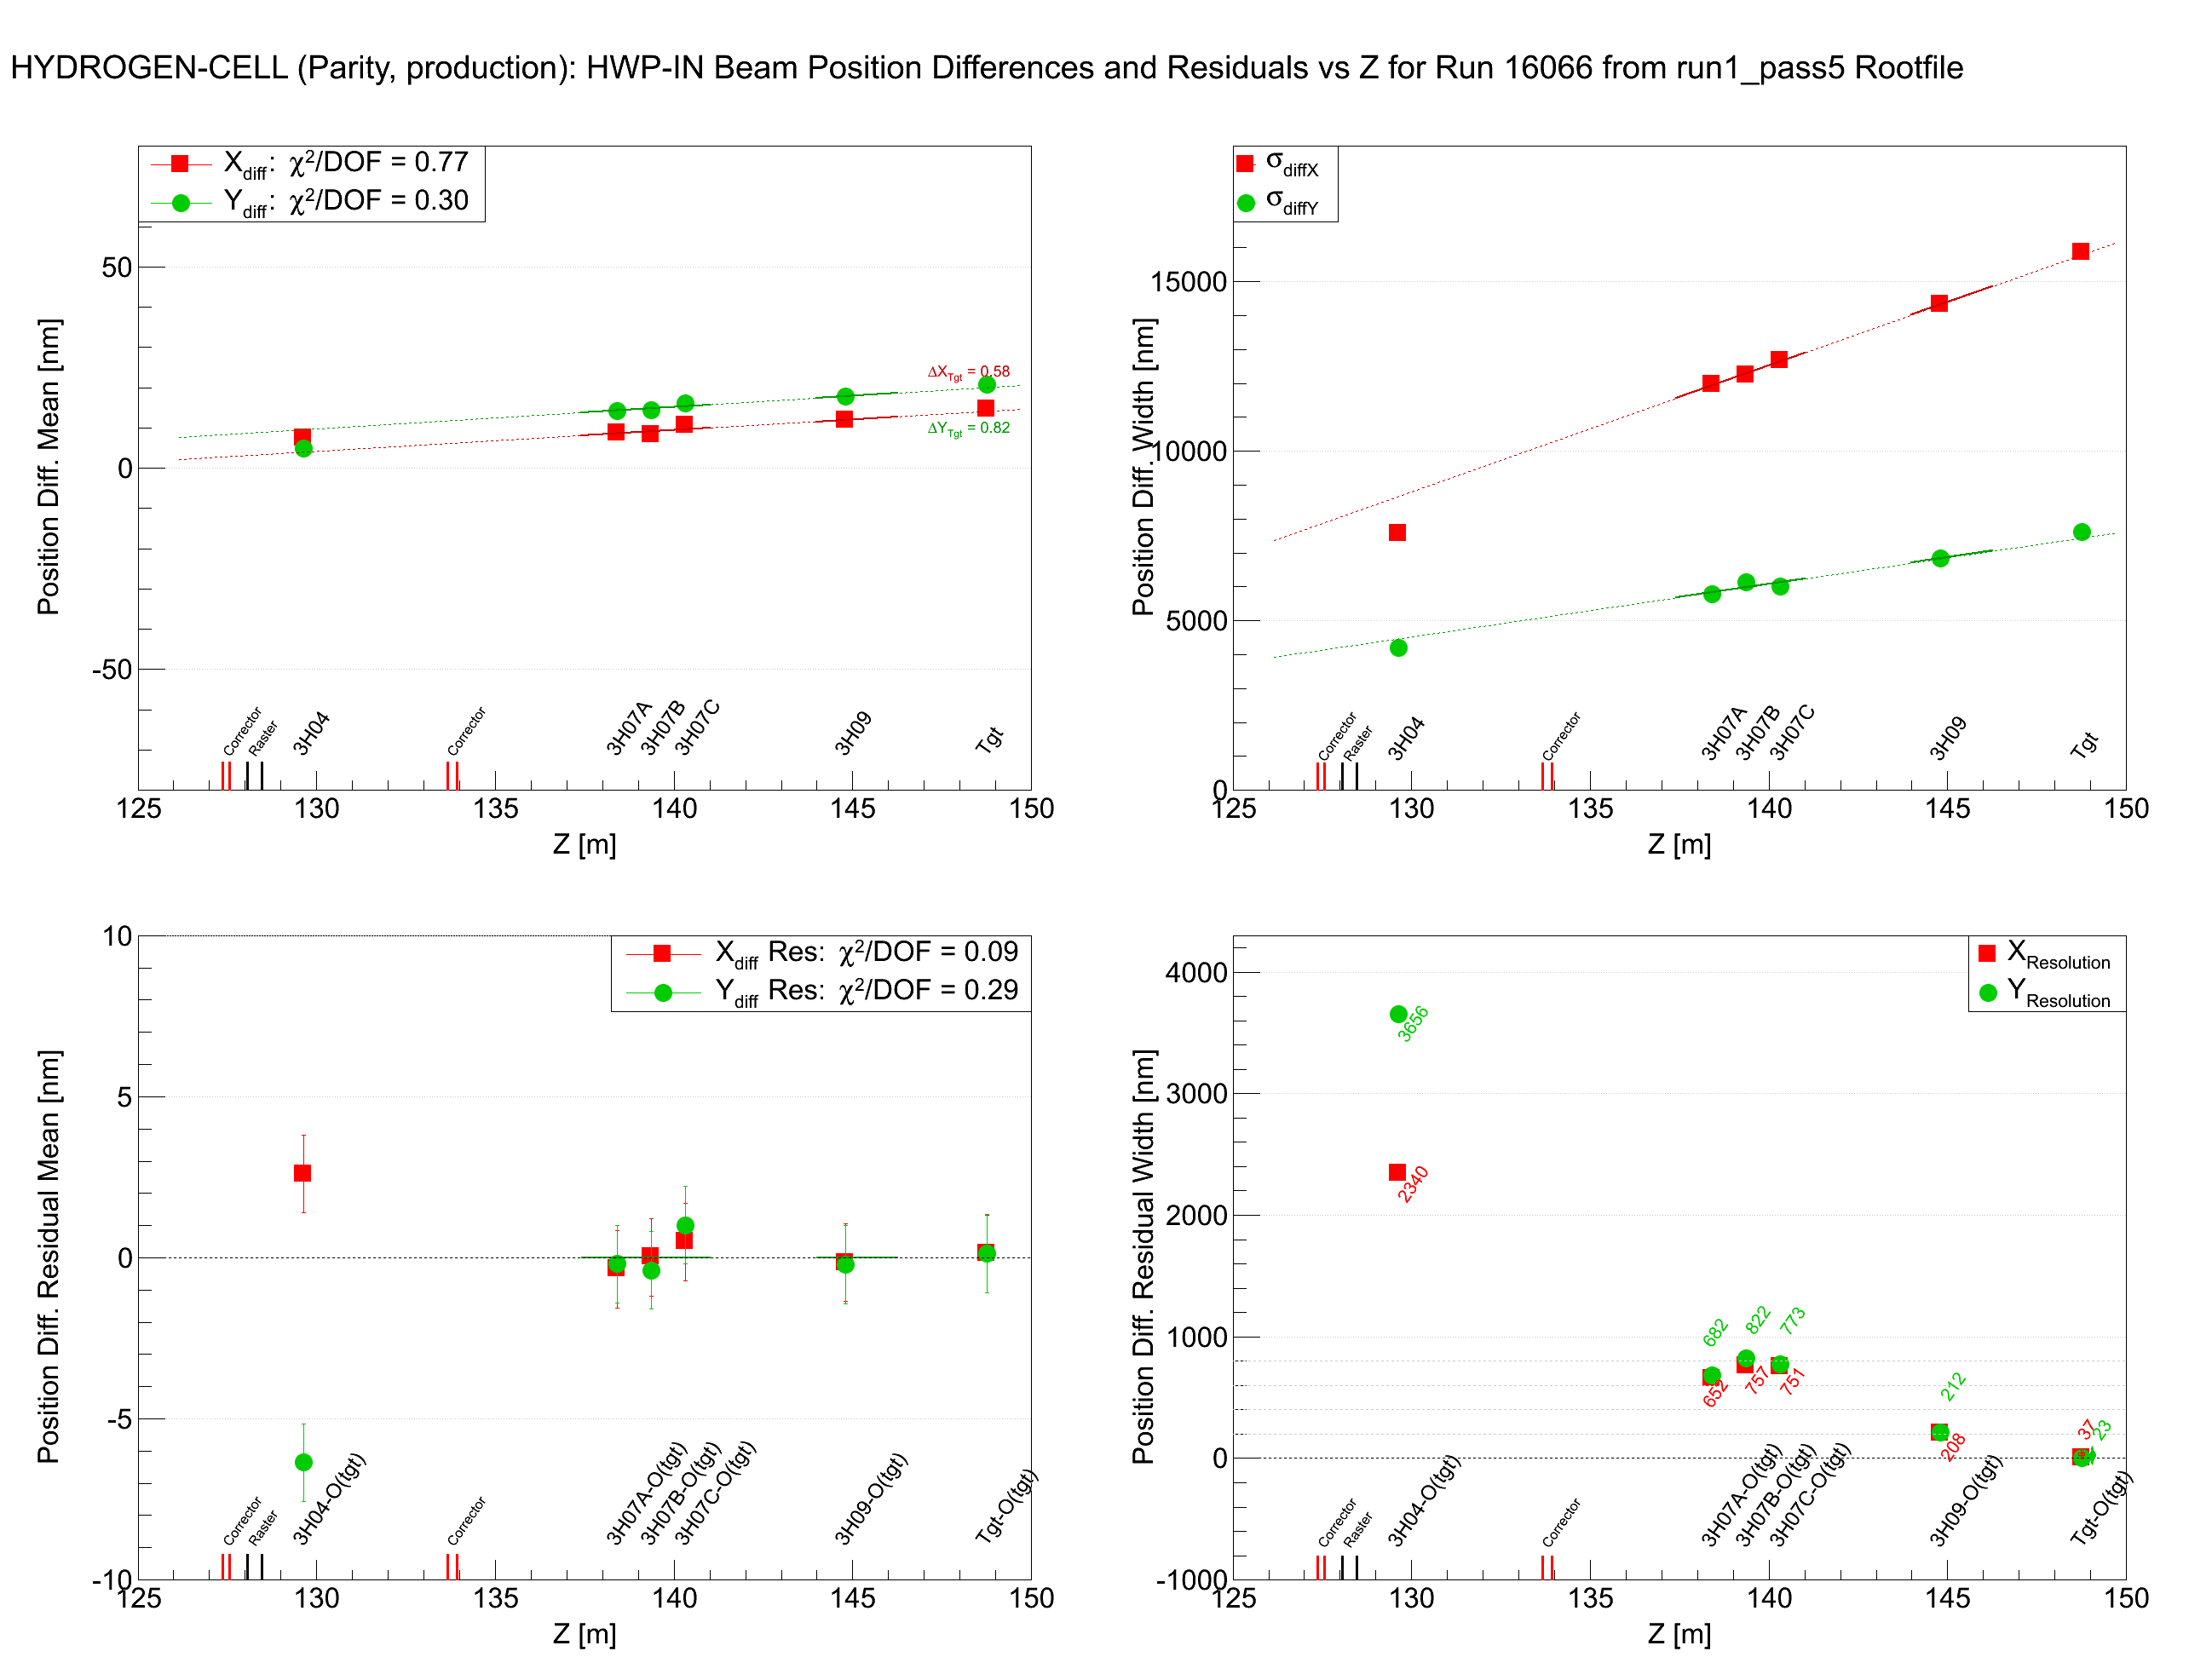 HYDROGEN-CELL (Parity, production): HWP-IN Beam Position Differences and Residuals vs Z for Run 16066 from run1_pass5 Rootfile
Xdiff: χ2/DOF = 0.77
Ydiff: χ2/DOF = 0.30
Position Diff. Mean [nm]
50
0
-50
ΔXTgt = 0.58
ΔYTgt = 0.82
Corrector
Raster
3H04
Corrector
3H07A
3H07B
3H07C
3H09
Tgt
125 130 135 140 145 150
Z [m]
σdiffX
σdiffY
Position Diff. Width [nm]
15000
10000
5000
0
Corrector
Raster
3H04
Corrector
3H07A
3H07B
3H07C
3H09
Tgt
125 130 135 140 145 150
Z [m]
Xdiff Res: χ2/DOF = 0.09
Ydiff Res: χ2/DOF = 0.29
Position Diff. Residual Mean [nm]
10
5
0
-5
-10
Corrector
Raster
3H04-O(tgt)
Corrector
3H07A-O(tgt)
3H07B-O(tgt)
3H07C-O(tgt)
3H09-O(tgt)
Tgt-O(tgt)
125 130 135 140 145 150
Z [m]
XResolution
YResolution
Position Diff. Residual Width [nm]
4000
3000
2000
1000
0
-1000
3656
2340
682
822
773
652
757
751
212
208
37
23
Corrector
Raster
3H04-O(tgt)
Corrector
3H07A-O(tgt)
3H07B-O(tgt)
3H07C-O(tgt)
3H09-O(tgt)
Tgt-O(tgt)
125 130 135 140 145 150
Z [m]